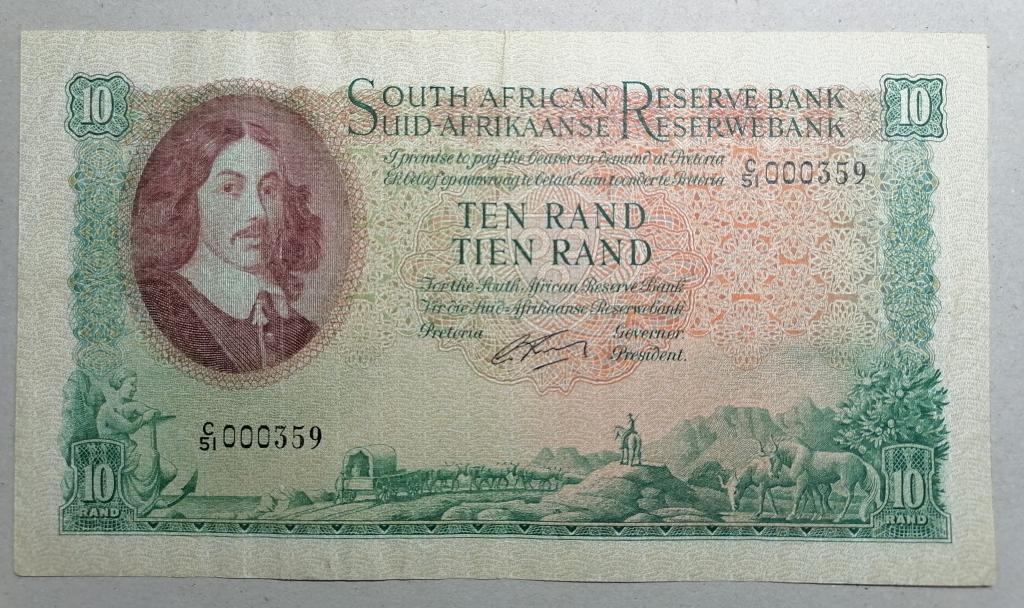 10
10
SOUTH AFRICAN RESERVE BANK
SUID-AFRIKAANSE RESERWEBANK
I promise to pay the bearer on demand at Pretoria
Ek beloof op aanvraag te betaal aan toonder te Pretoria
C/51 000359
TEN RAND
TIEN RAND
For the South African Reserve Bank
Vir die Suid-Afrikaanse Reserwebank
Pretoria
Governor.
President.
C/51 000359
10
RAND
10
RAND